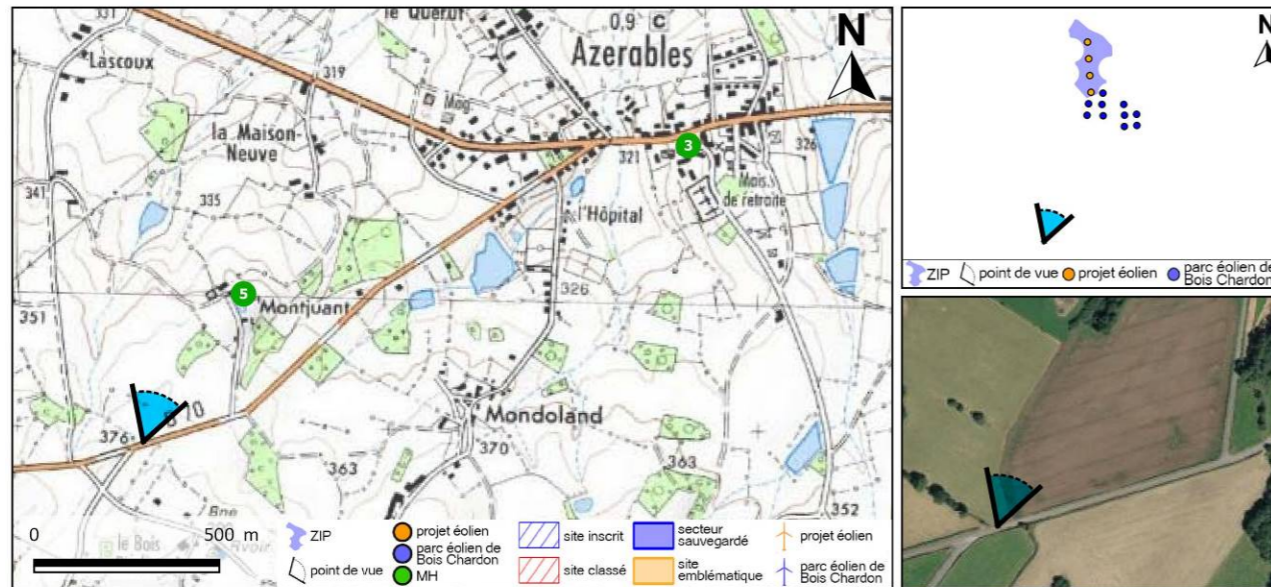 331
le Querut
0,9 C
Azerables
N
Lascoux
319
Mag.
la Maison-
Neuve
321
3
326
Mais.
de retraite
341
335
l'Hôpital
5
Montjuant
326
351
Mondoland
376
370
363
363
352
le Bois
0 500 m
ZIP
point de vue
projet éolien
parc éolien de
Bois Chardon
MH
site inscrit
site classé
secteur
sauvegardé
site
emblématique
projet éolien
parc éolien de
Bois Chardon
N
ZIP
point de vue
projet éolien
parc éolien de
Bois Chardon